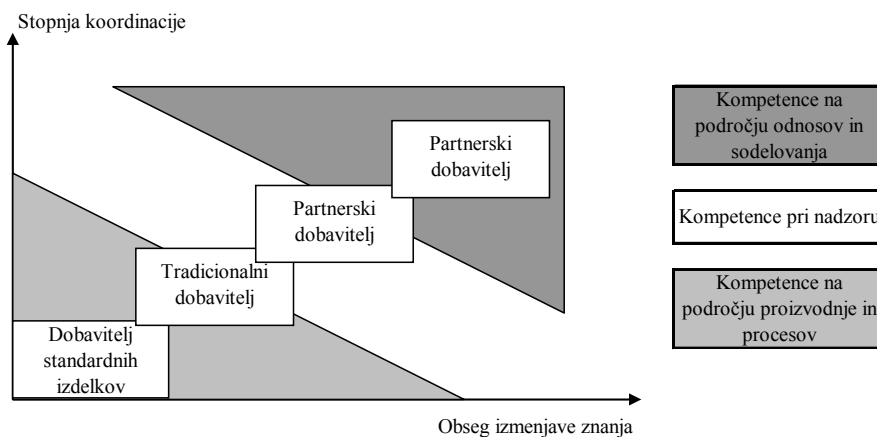 Stopnja koordinacije
Partnerski
dobavitelj
Partnerski
dobavitelj
Tradicionalni
dobavitelj
Dobavitelj
standardnih
izdelkov
Obseg izmenjave znanja
Kompetence na
področju odnosov in
sodelovanja
Kompetence pri nadzoru
Kompetence na
področju proizvodnje in
procesov